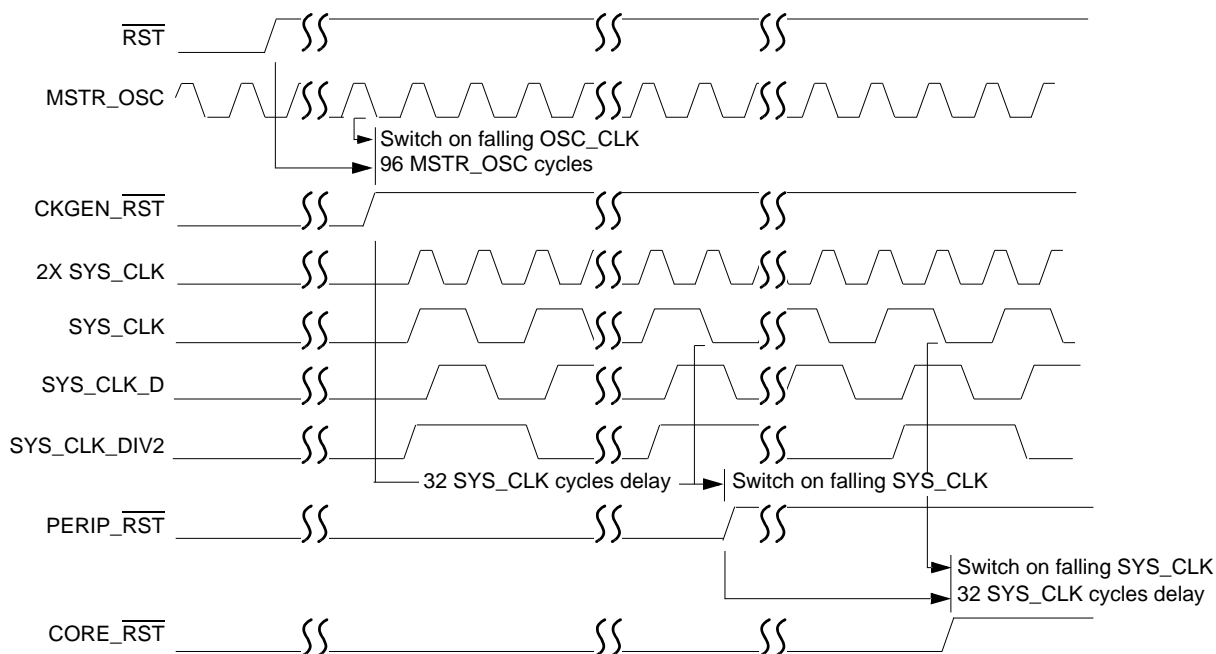 RST
MSTR_OSC
Switch on falling OSC_CLK
96 MSTR_OSC cycles
CKGEN_RST
2X SYS_CLK
SYS_CLK
SYS_CLK_D
SYS_CLK_DIV2
32 SYS_CLK cycles delay
Switch on falling SYS_CLK
PERIP_RST
Switch on falling SYS_CLK
32 SYS_CLK cycles delay
CORE_RST